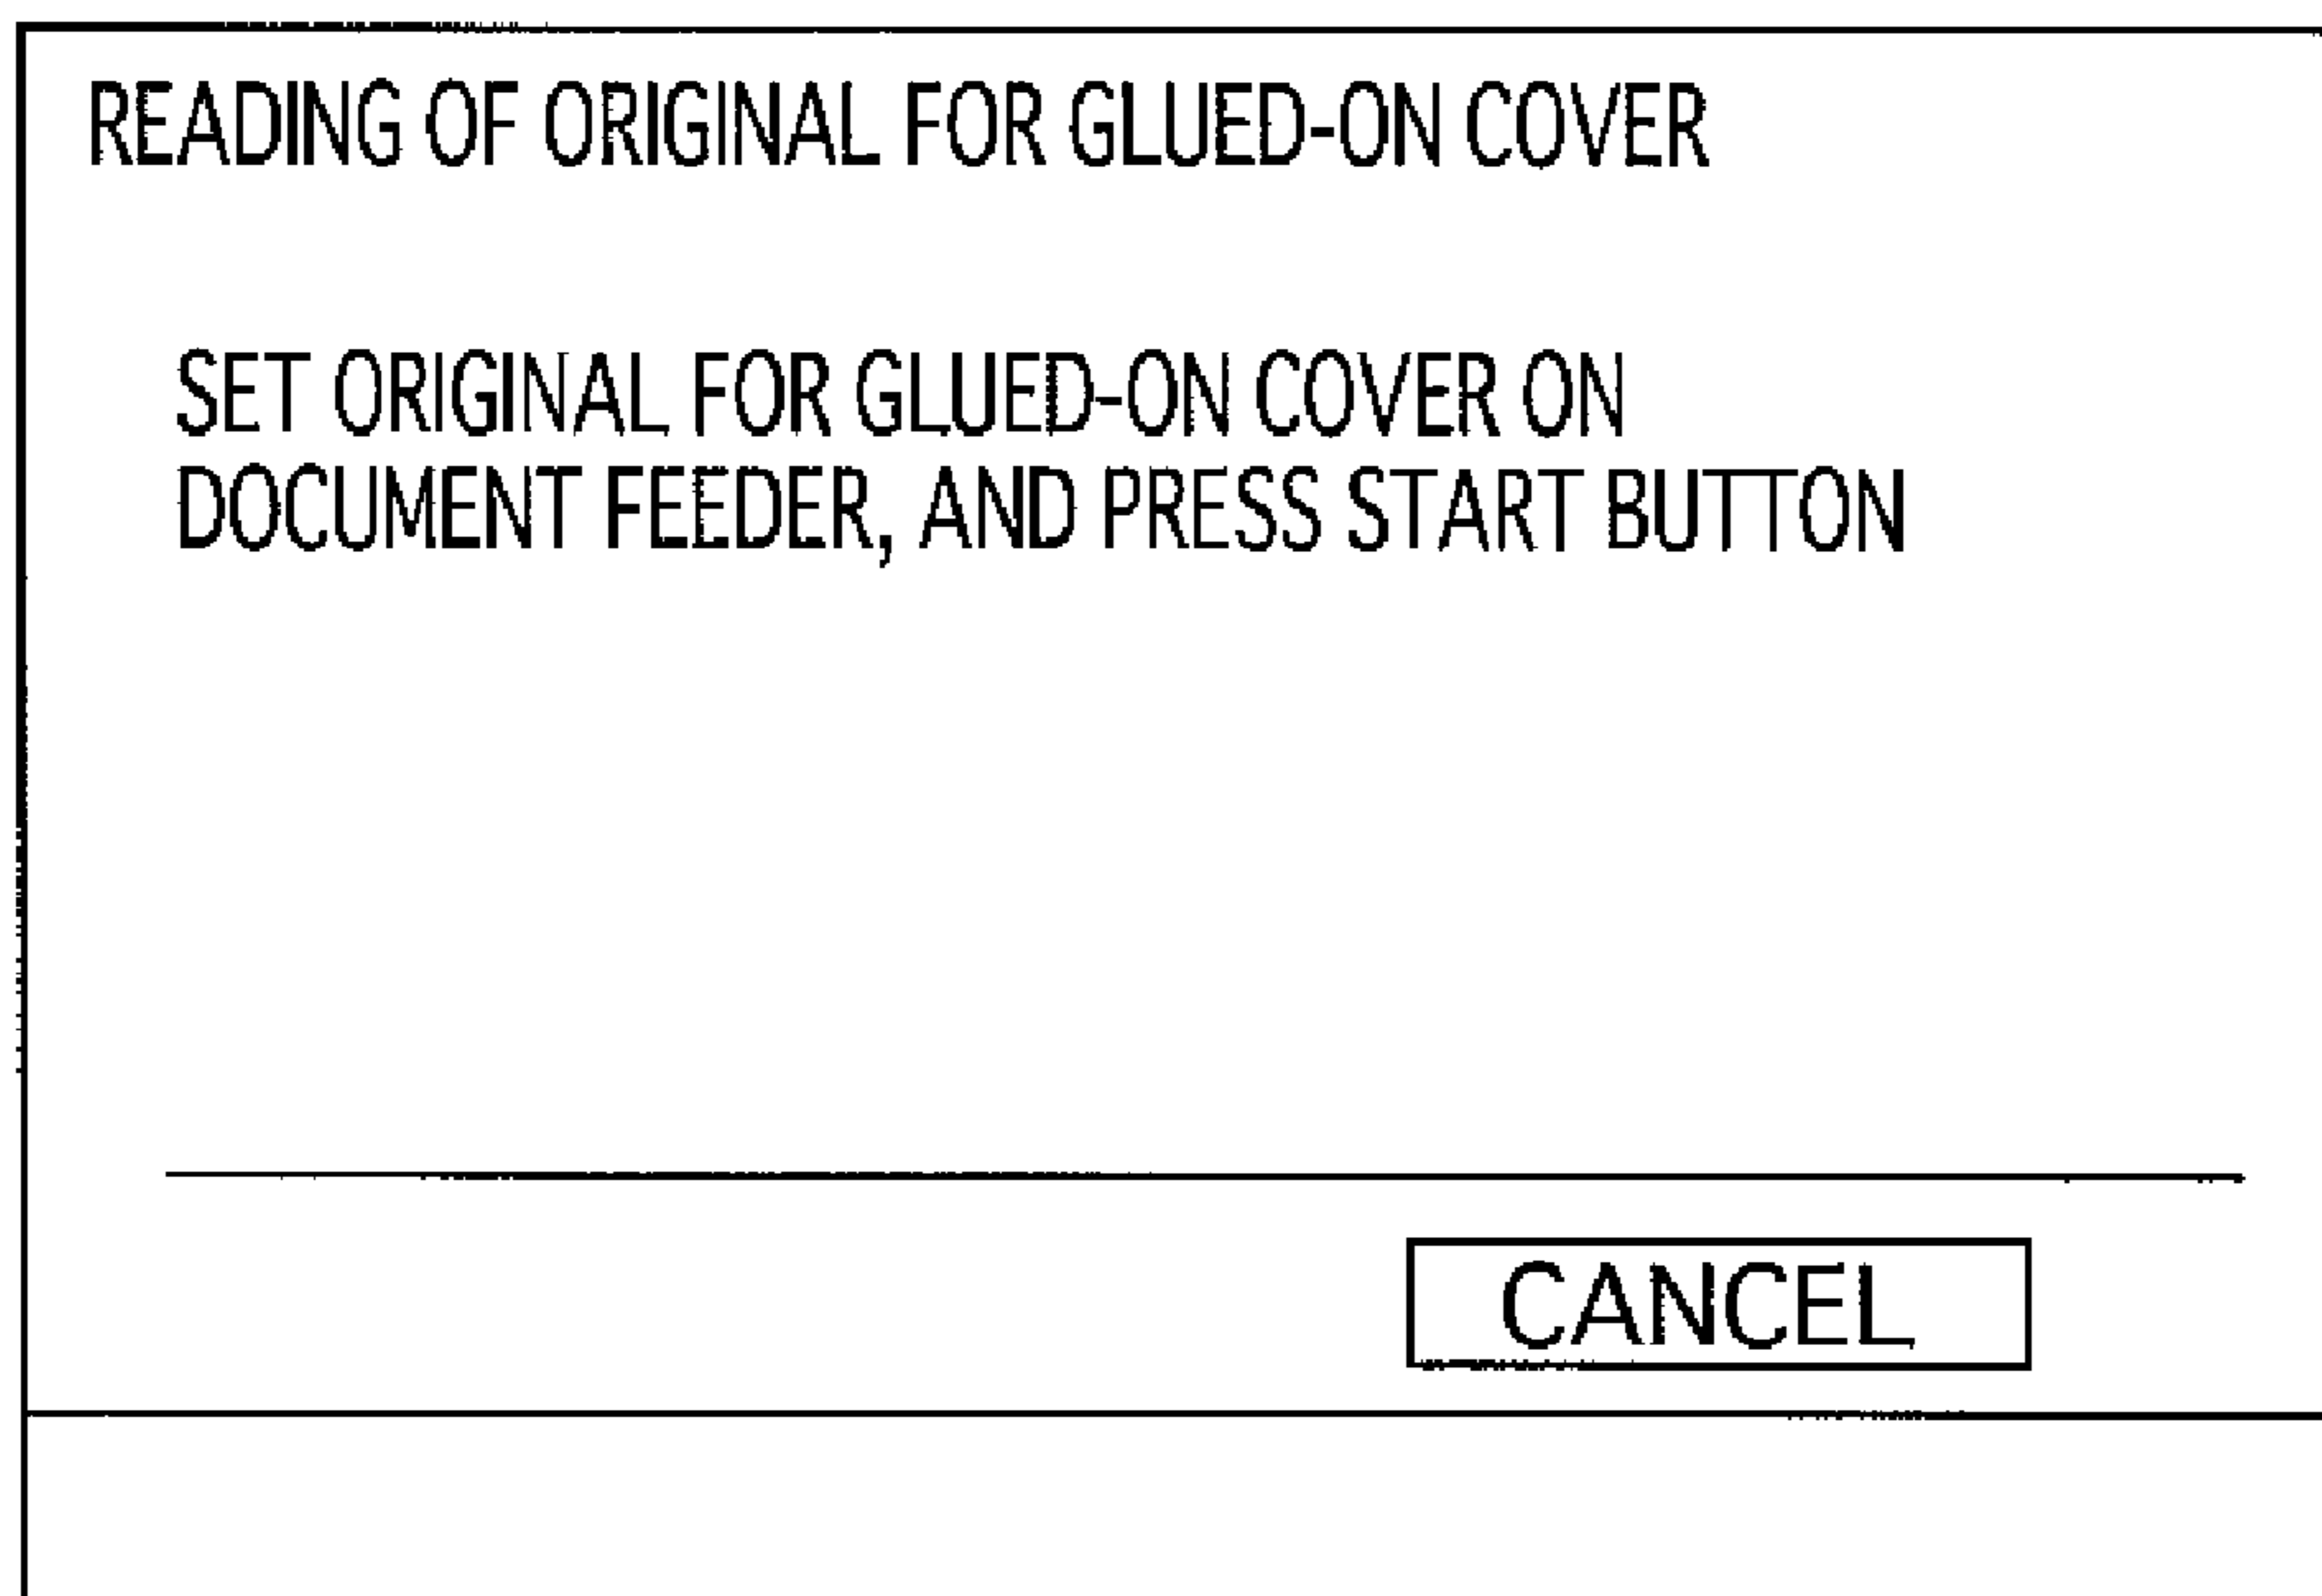 READING OF ORIGINAL FOR GLUED-ON COVER
SET ORIGINAL FOR GLUED-ON COVER ON
DOCUMENT FEEDER, AND PRESS START BUTTON
CANCEL